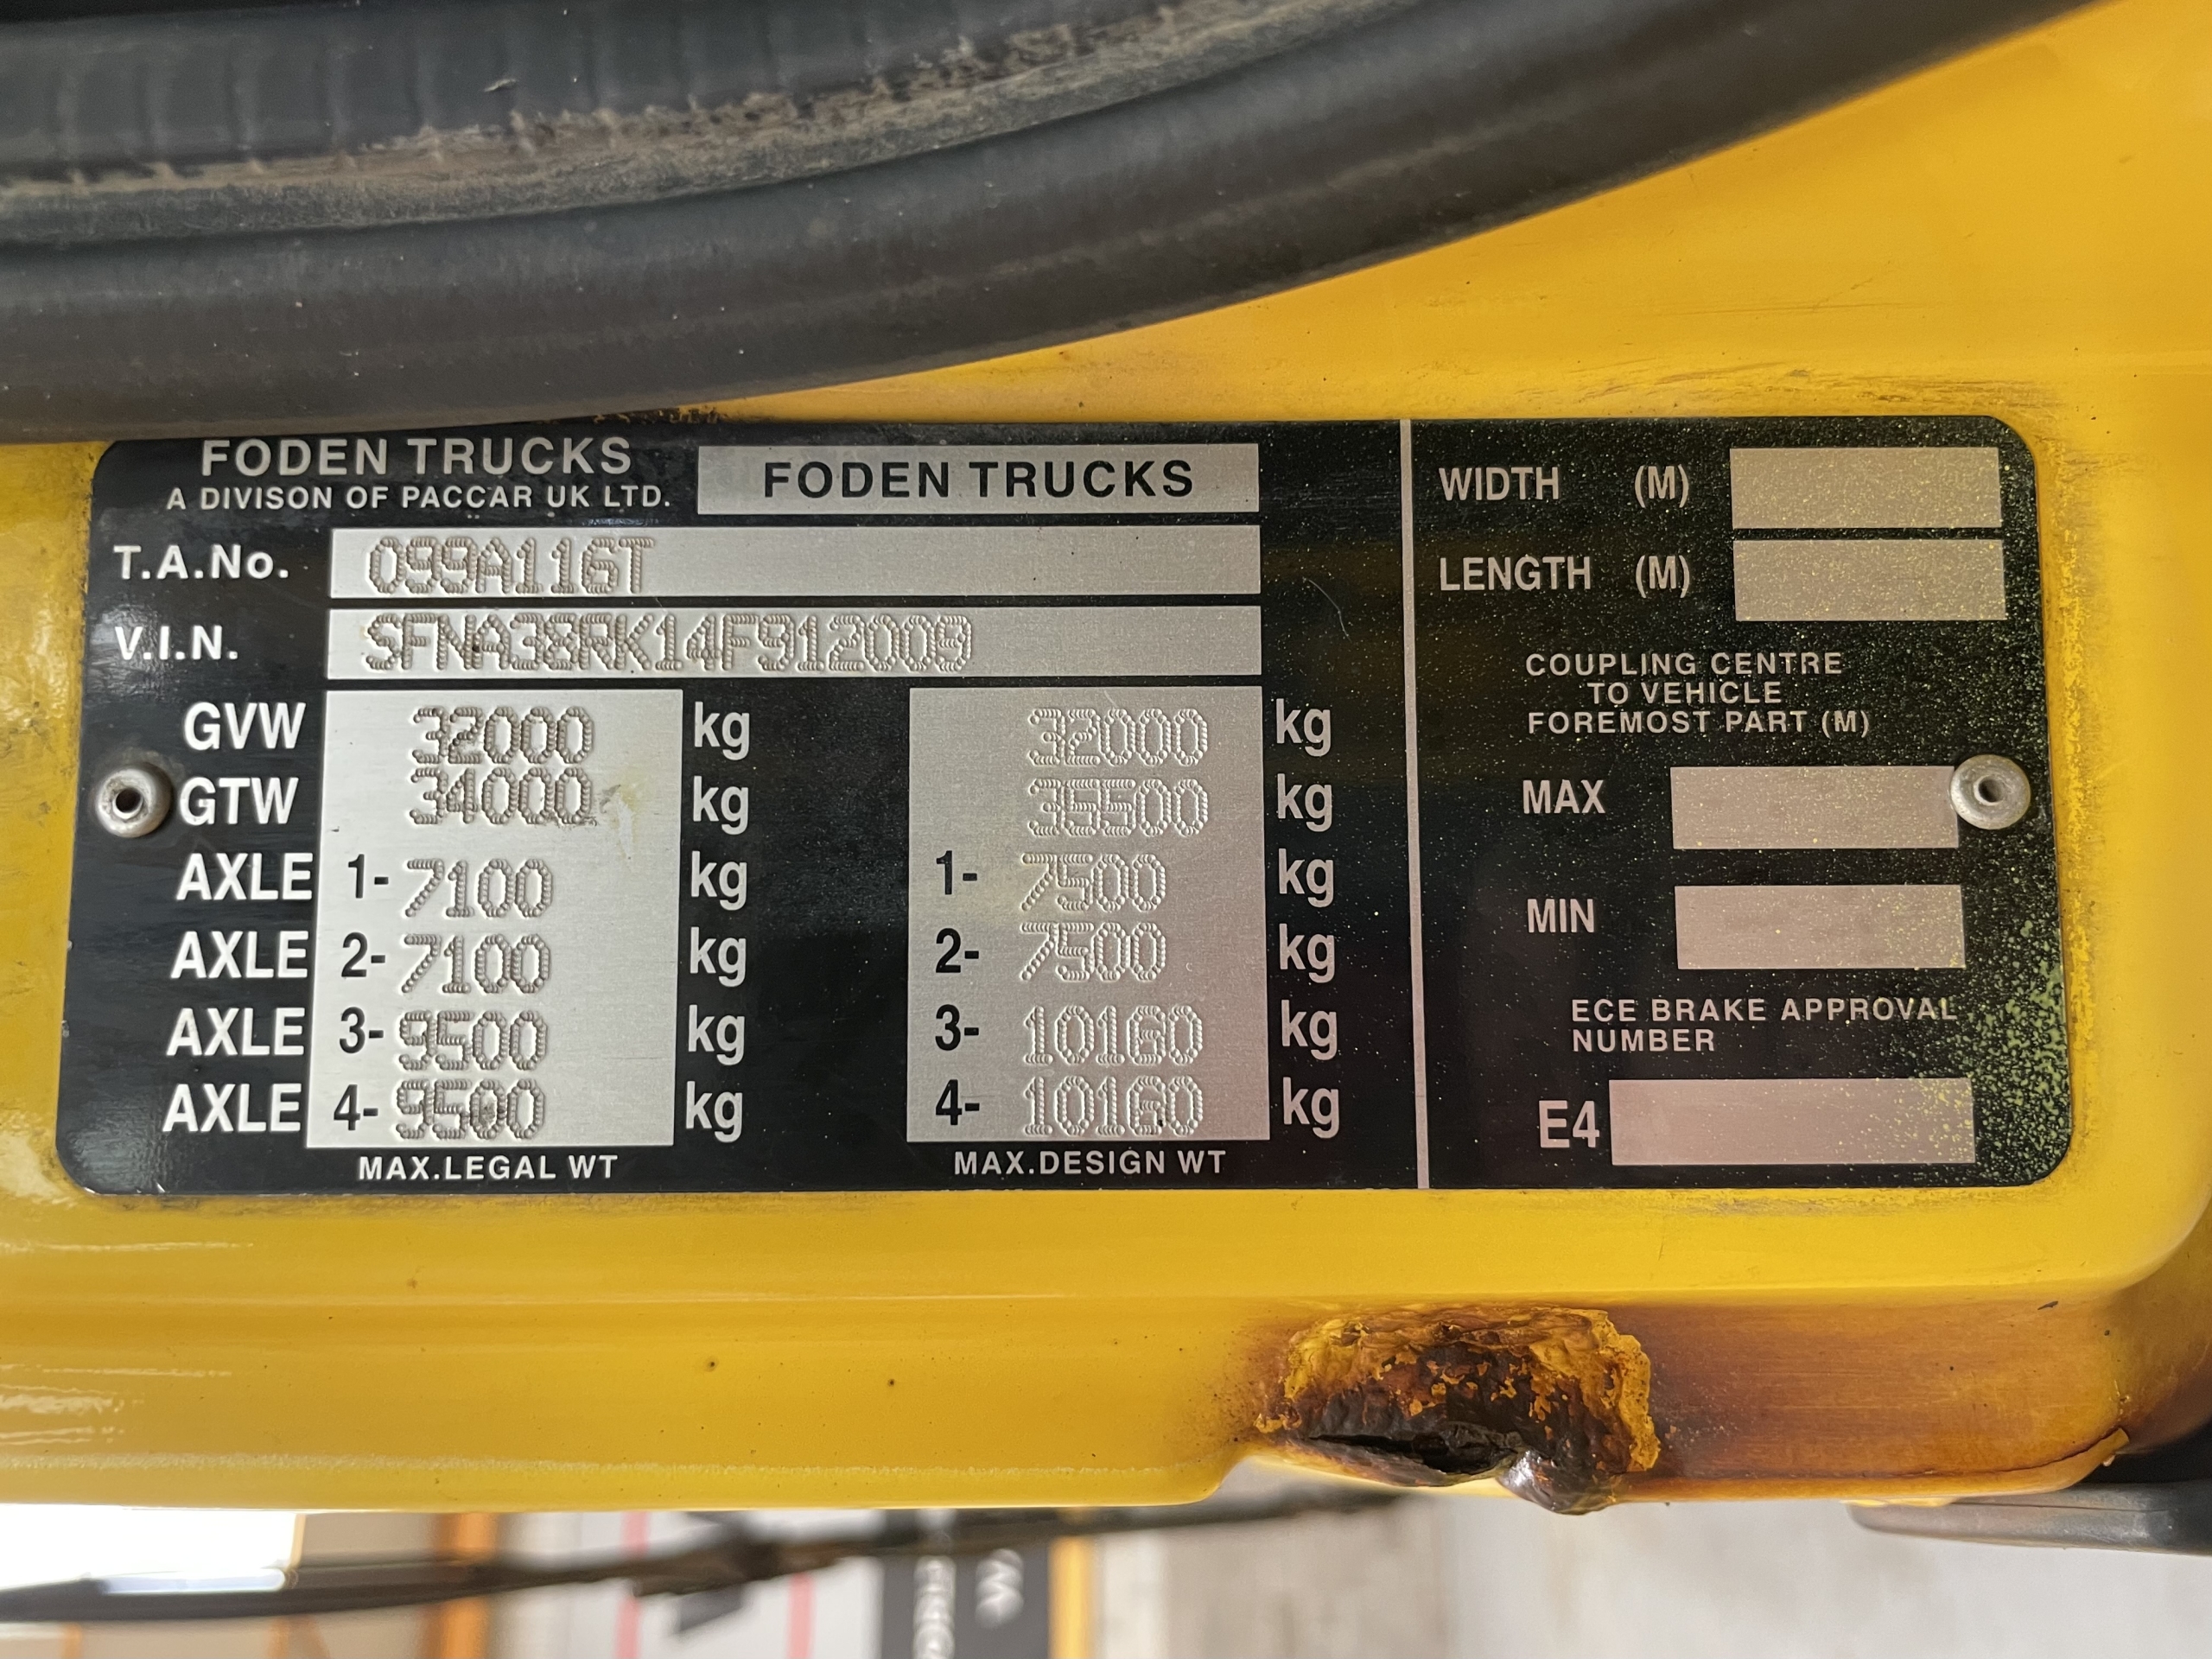 FODEN TRUCKS
A DIVISON OF PACCAR UK LTD.
FODEN TRUCKS
T.A.No. 099A116T
V.I.N. SFNA38RK14F912009
GVW 32000 kg 32000 kg
GTW 34000 kg 35500 kg
AXLE 1- 7100 kg 1- 7500 kg
AXLE 2- 7100 kg 2- 7500 kg
AXLE 3- 9500 kg 3- 10160 kg
AXLE 4- 9500 kg 4- 10160 kg
MAX.LEGAL WT MAX.DESIGN WT
WIDTH (M)
LENGTH (M)
COUPLING CENTRE
TO VEHICLE
FOREMOST PART (M)
MAX
MIN
ECE BRAKE APPROVAL
NUMBER
E4